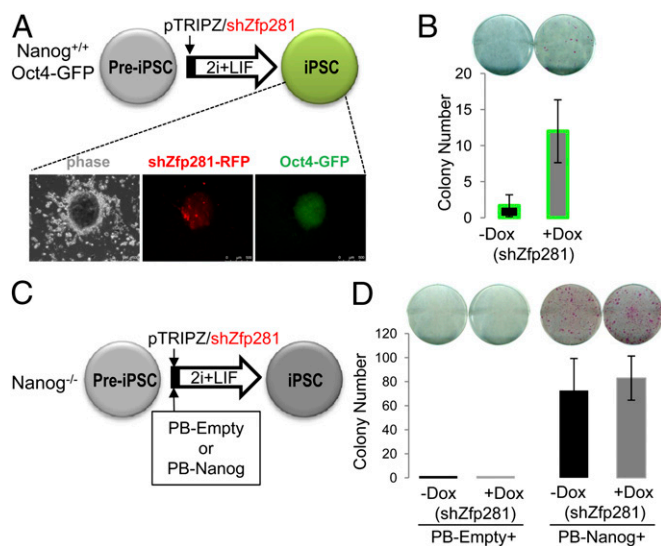 A
pTRIPZ/shZfp281
Nanog+/+
Oct4-GFP
Pre-iPSC
2i+LIF
iPSC
phase
shZfp281-RFP
Oct4-GFP
B
Colony Number
20
15
10
5
0
-Dox +Dox
(shZfp281)
C
pTRIPZ/shZfp281
Nanog-/-
Pre-iPSC
2i+LIF
iPSC
PB-Empty
or
PB-Nanog
D
Colony Number
120
100
80
60
40
20
0
-Dox +Dox -Dox +Dox
(shZfp281) (shZfp281)
PB-Empty+ PB-Nanog+